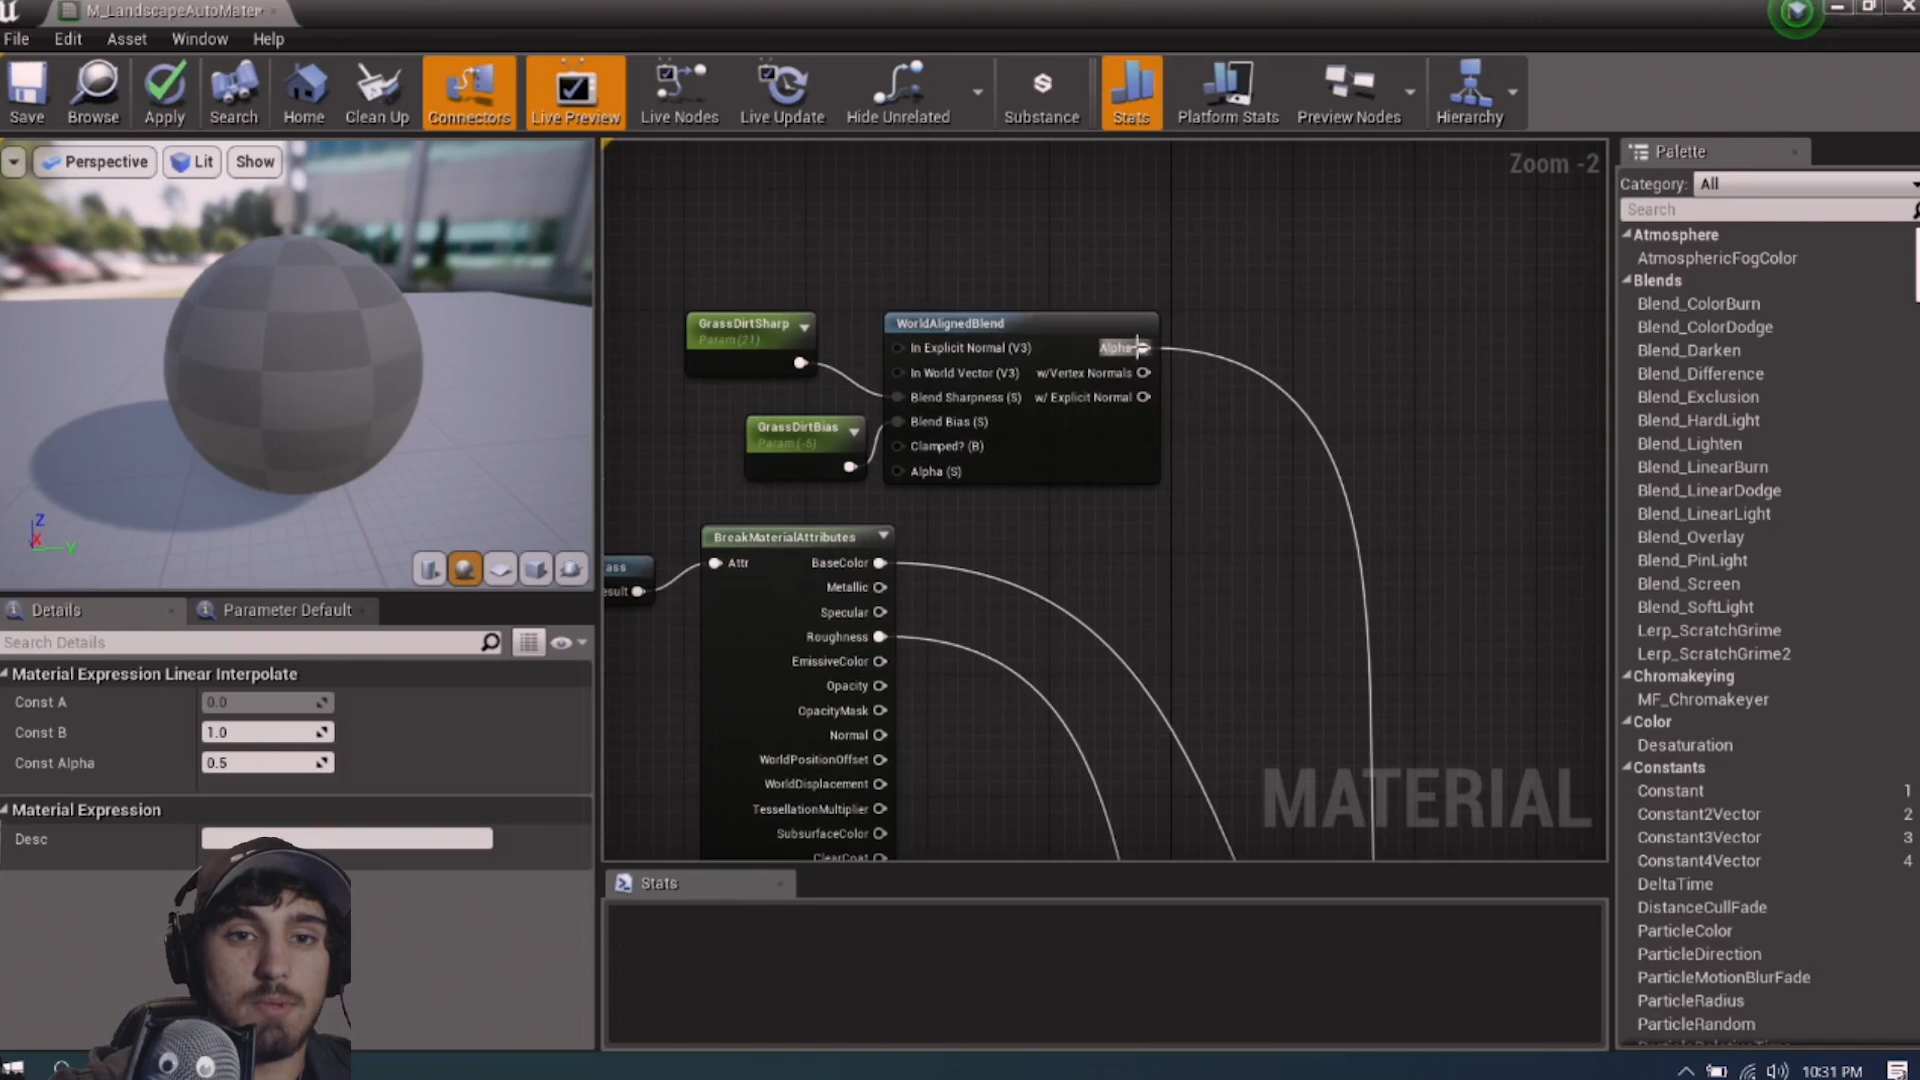 M_LandscapeAutoMater
File Edit Asset Window Help
Save Browse Apply Search Home Clean Up Connectors Live Preview Live Nodes Live Update Hide Unrelated Substance Stats Platform Stats Preview Nodes Hierarchy
Perspective Lit Show
Zoom -2
Palette
Category: All
Search
Atmosphere
AtmosphericFogColor
Blends
Blend_ColorBurn
Blend_ColorDodge
Blend_Darken
Blend_Difference
Blend_Exclusion
Blend_HardLight
Blend_Lighten
Blend_LinearBurn
Blend_LinearDodge
Blend_LinearLight
Blend_Overlay
Blend_PinLight
Blend_Screen
Blend_SoftLight
Lerp_ScratchGrime
Lerp_ScratchGrime2
Chromakeying
MF_Chromakeyer
Color
Desaturation
Constants
Constant 1
Constant2Vector 2
Constant3Vector 3
Constant4Vector 4
DeltaTime
DistanceCullFade
ParticleColor
ParticleDirection
ParticleMotionBlurFade
ParticleRadius
ParticleRandom
GrassDirtSharp
Param (21)
GrassDirtBias
Param (-5)
WorldAlignedBlend
In Explicit Normal (V3) Alpha
In World Vector (V3) w/Vertex Normals
Blend Sharpness (S) w/ Explicit Normal
Blend Bias (S)
Clamped? (B)
Alpha (S)
ass
esult
BreakMaterialAttributes
Attr BaseColor
Metallic
Specular
Roughness
EmissiveColor
Opacity
OpacityMask
Normal
WorldPositionOffset
WorldDisplacement
TessellationMultiplier
SubsurfaceColor
ClearCoat
MATERIAL
Z
X
Y
Details Parameter Default
Search Details
Material Expression Linear Interpolate
Const A 0.0
Const B 1.0
Const Alpha 0.5
Material Expression
Desc
Stats
10:31 PM